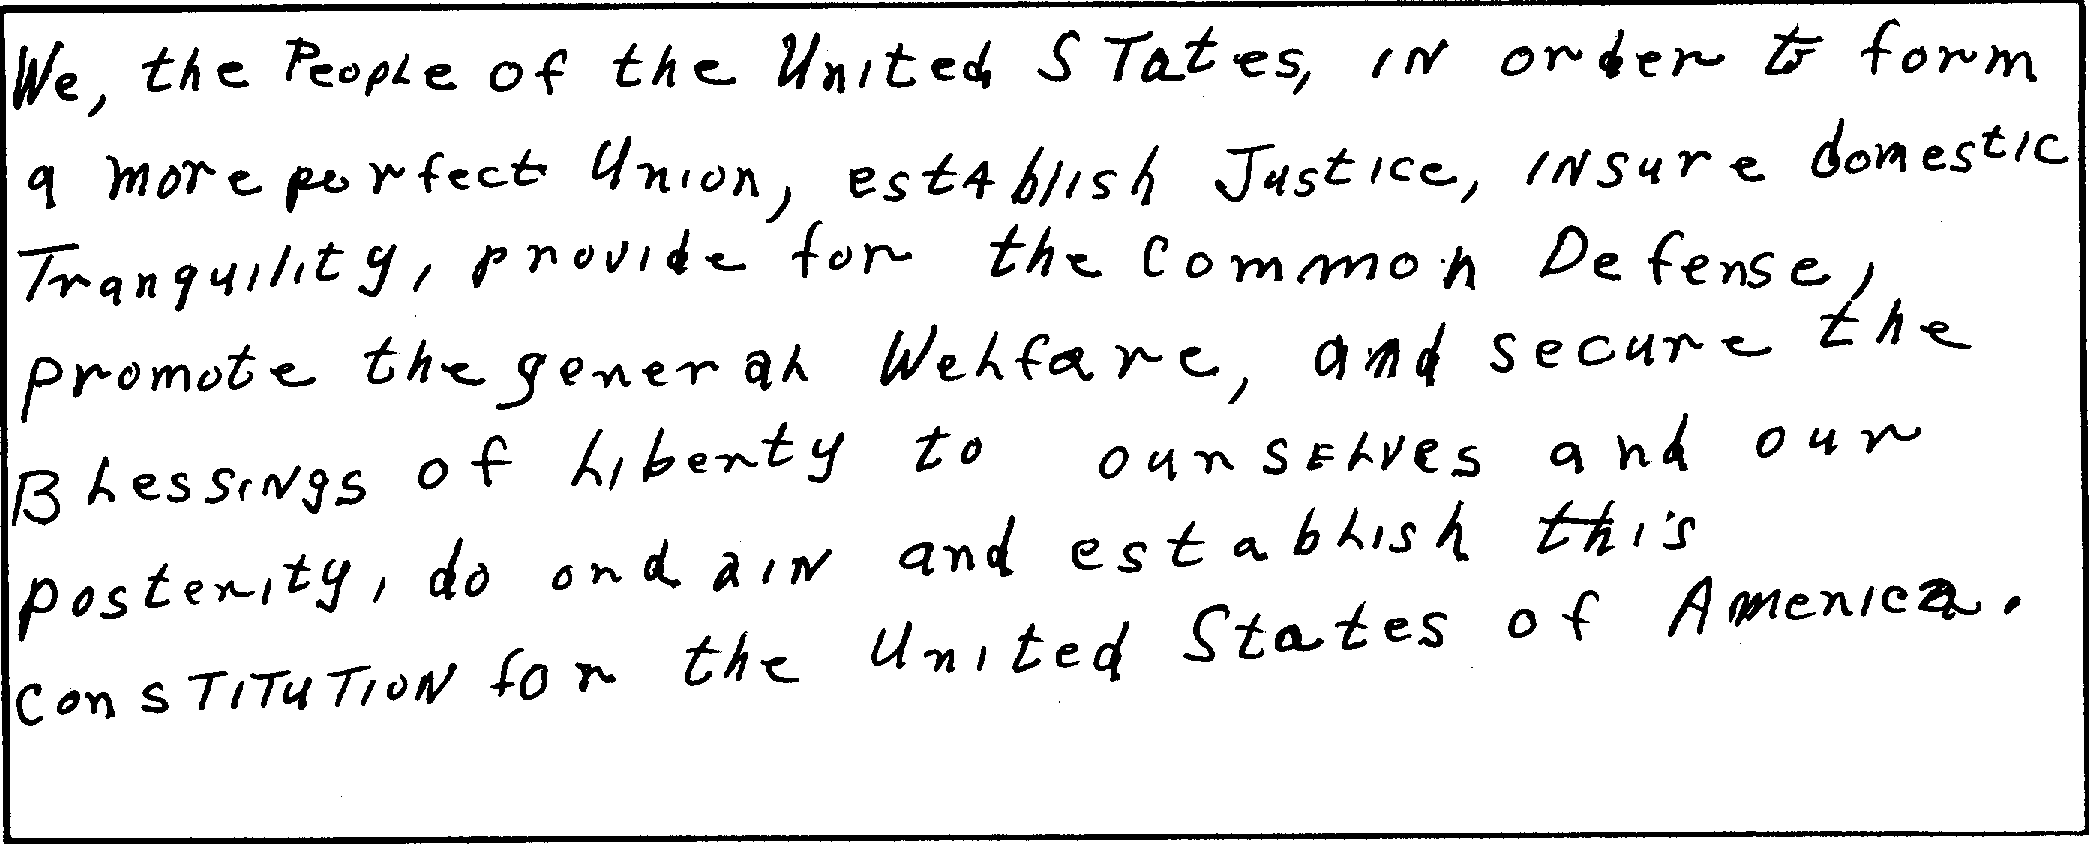 We, the People of the United States, in order to form
a more perfect Union, establish Justice, insure domestic
Tranquility, provide for the Common Defense,
promote the general Welfare, and secure the
Blessings of Liberty to ourselves and our
posterity, do ordain and establish this
Constitution for the United States of America.